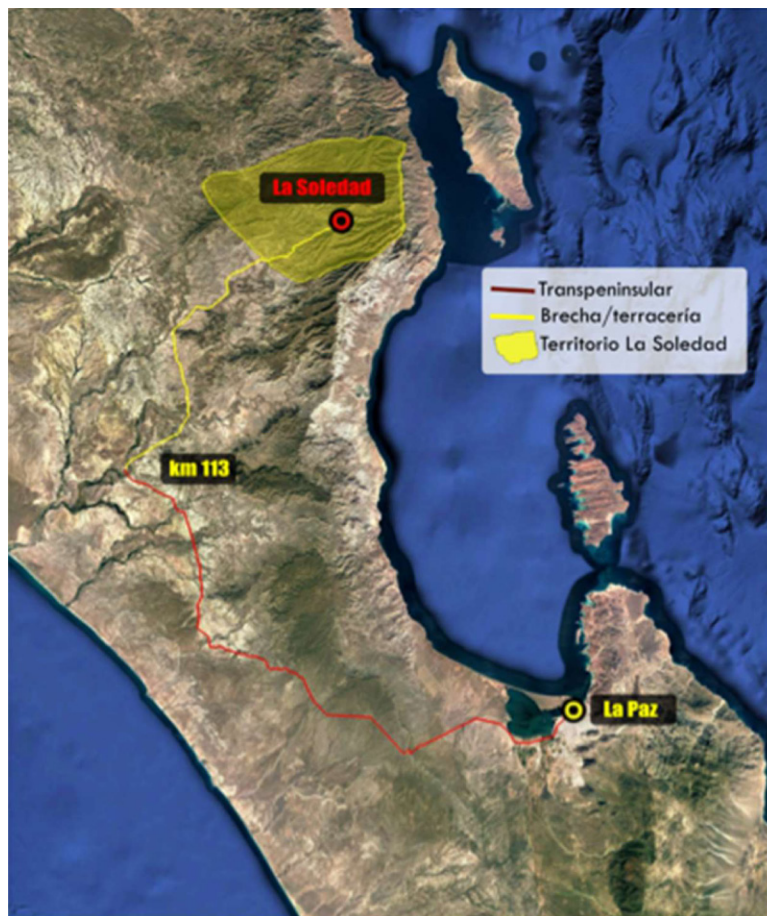 La Soledad
Transpeninsular
Brecha/terracería
Territorio La Soledad
km 113
La Paz